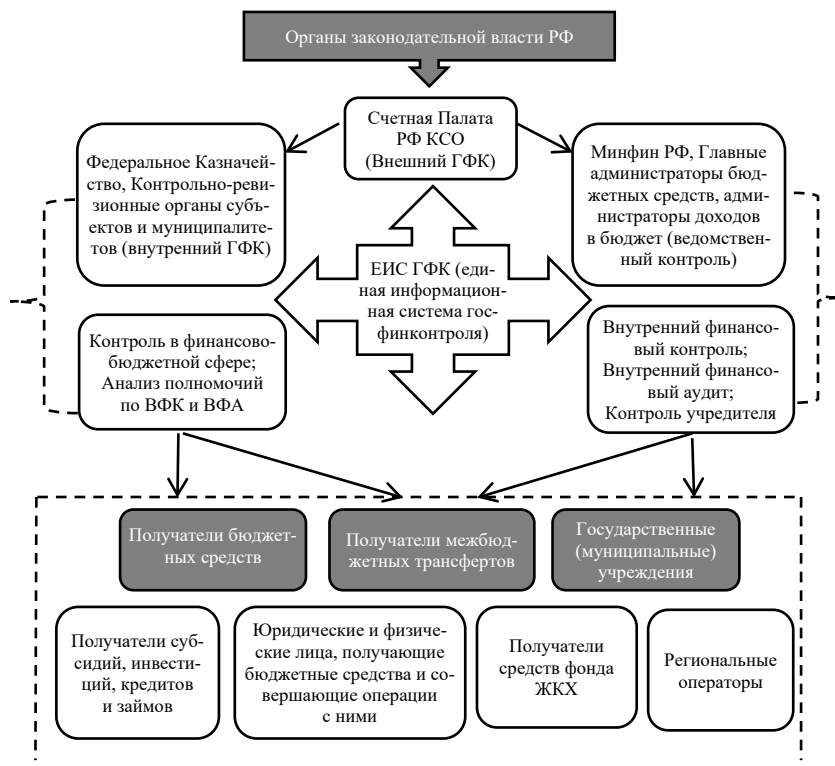 Органы законодательной власти РФ
Счетная Палата
РФ КСО
(Внешний ГФК)
Федеральное Казначей-
ство, Контрольно-ре-
визионные органы субъ-
ектов и муниципалите-
тов (внутренний ГФК)
Минфин РФ, Главные
администраторы бюд-
жетных средств, адми-
нистраторы доходов
в бюджет (ведомствен-
ный контроль)
ЕИС ГФК (еди-
ная информацион-
ная система гос-
финконтроля)
Контроль в финансово-
бюджетной сфере;
Анализ полномочий
по ВФК и ВФА
Внутренний финансо-
вый контроль;
Внутренний финансо-
вый аудит;
Контроль учредителя
Получатели бюджет-
ных средств
Получатели межбюд-
жетных трансфертов
Государственные
(муниципальные)
учреждения
Получатели суб-
сидий, инвести-
ций, кредитов
и займов
Юридические и физиче-
ские лица, получающие
бюджетные средства и со-
вершающие операции
с ними
Получатели
средств фонда
ЖКХ
Региональные
операторы